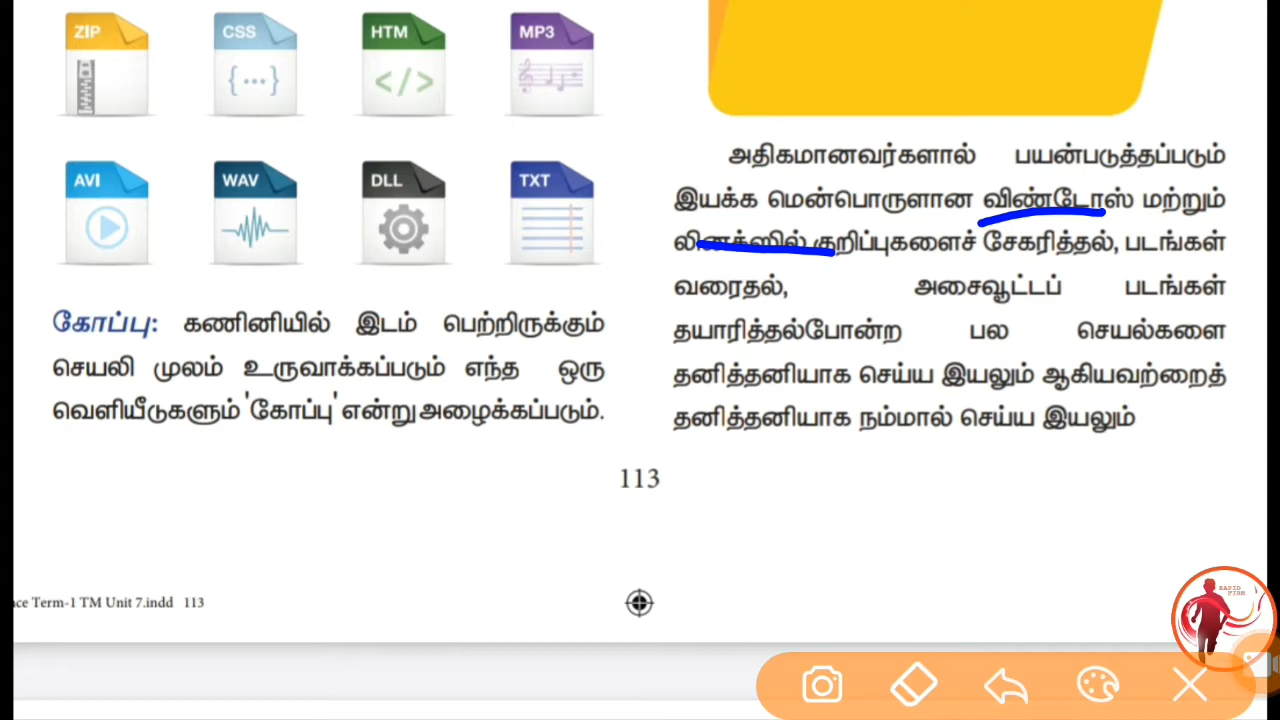 ZIP CSS HTM MP3
{...} </>
AVI WAV DLL TXT
கோப்பு: கணினியில் இடம் பெற்றிருக்கும்
செயலி முலம் உருவாக்கப்படும் எந்த ஒரு
வெளியீடுகளும் 'கோப்பு' என்று அழைக்கப்படும்.
அதிகமானவர்களால் பயன்படுத்தப்படும்
இயக்க மென்பொருளான விண்டோஸ் மற்றும்
லினக்ஸில் குறிப்புகளைச் சேகரித்தல், படங்கள்
வரைதல், அசைவூட்டப் படங்கள்
தயாரித்தல்போன்ற பல செயல்களை
தனித்தனியாக செய்ய இயலும் ஆகியவற்றைத்
தனித்தனியாக நம்மால் செய்ய இயலும்
113
ce Term-1 TM Unit 7.indd 113
RAPID
FIRE